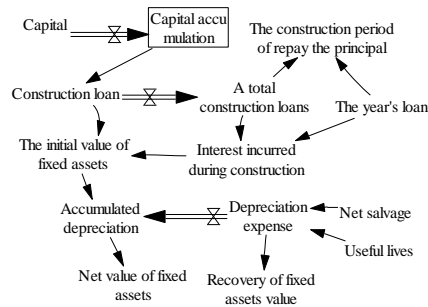 Capital
Capital accu
mulation
The construction period
of repay the principal
Construction loan
A total
construction loans
The year's loan
The initial value of
fixed assets
Interest incurred
during construction
Accumulated
depreciation
Depreciation
expense
Net salvage
Useful lives
Net value of fixed
assets
Recovery of fixed
assets value